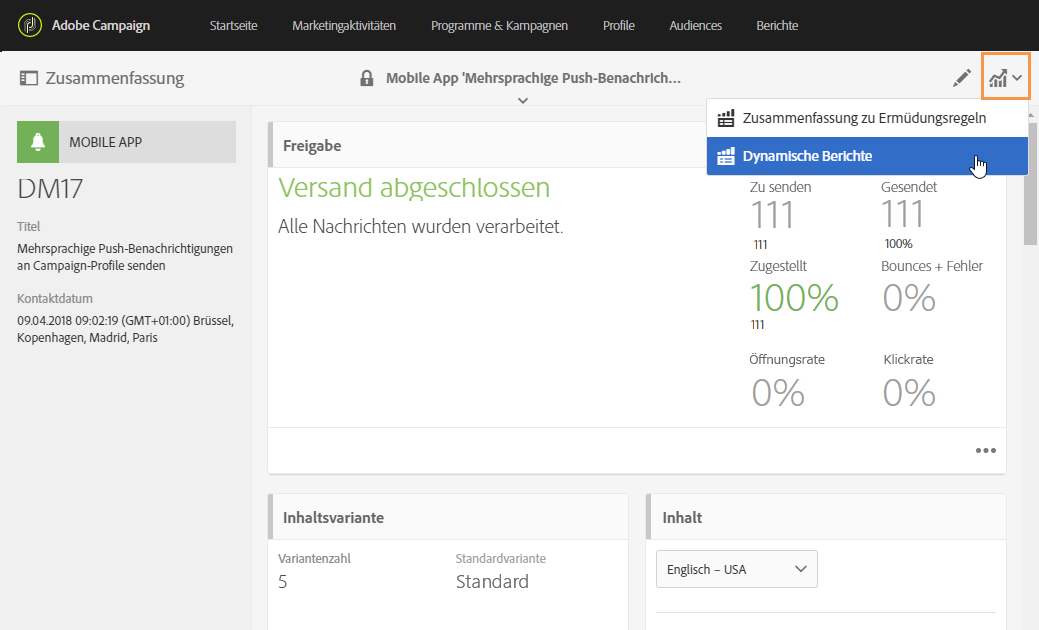 Adobe Campaign Startseite Marketingaktivitäten Programme & Kampagnen Profile Audiences Berichte
Zusammenfassung Mobile App 'Mehrsprachige Push-Benachrich...
Zusammenfassung zu Ermüdungsregeln
Dynamische Berichte
MOBILE APP
DM17
Titel
Mehrsprachige Push-Benachrichtigungen
an Campaign-Profile senden
Kontaktdatum
09.04.2018 09:02:19 (GMT+01:00) Brüssel,
Kopenhagen, Madrid, Paris
Freigabe
Versand abgeschlossen
Alle Nachrichten wurden verarbeitet.
Zu senden Gesendet
111 111
111 100%
Zugestellt Bounces + Fehler
100% 0%
111
Öffnungsrate Klickrate
0% 0%
Inhaltsvariante
Variantenzahl Standardvariante
5 Standard
Inhalt
Englisch – USA